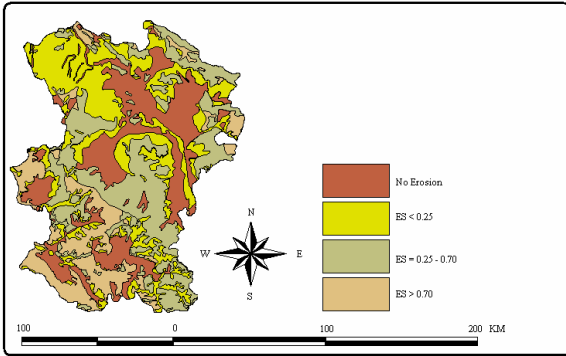 No Erosion
ES < 0.25
N
W E
ES = 0.25 - 0.70
S
ES > 0.70
100 0 100 200 KM